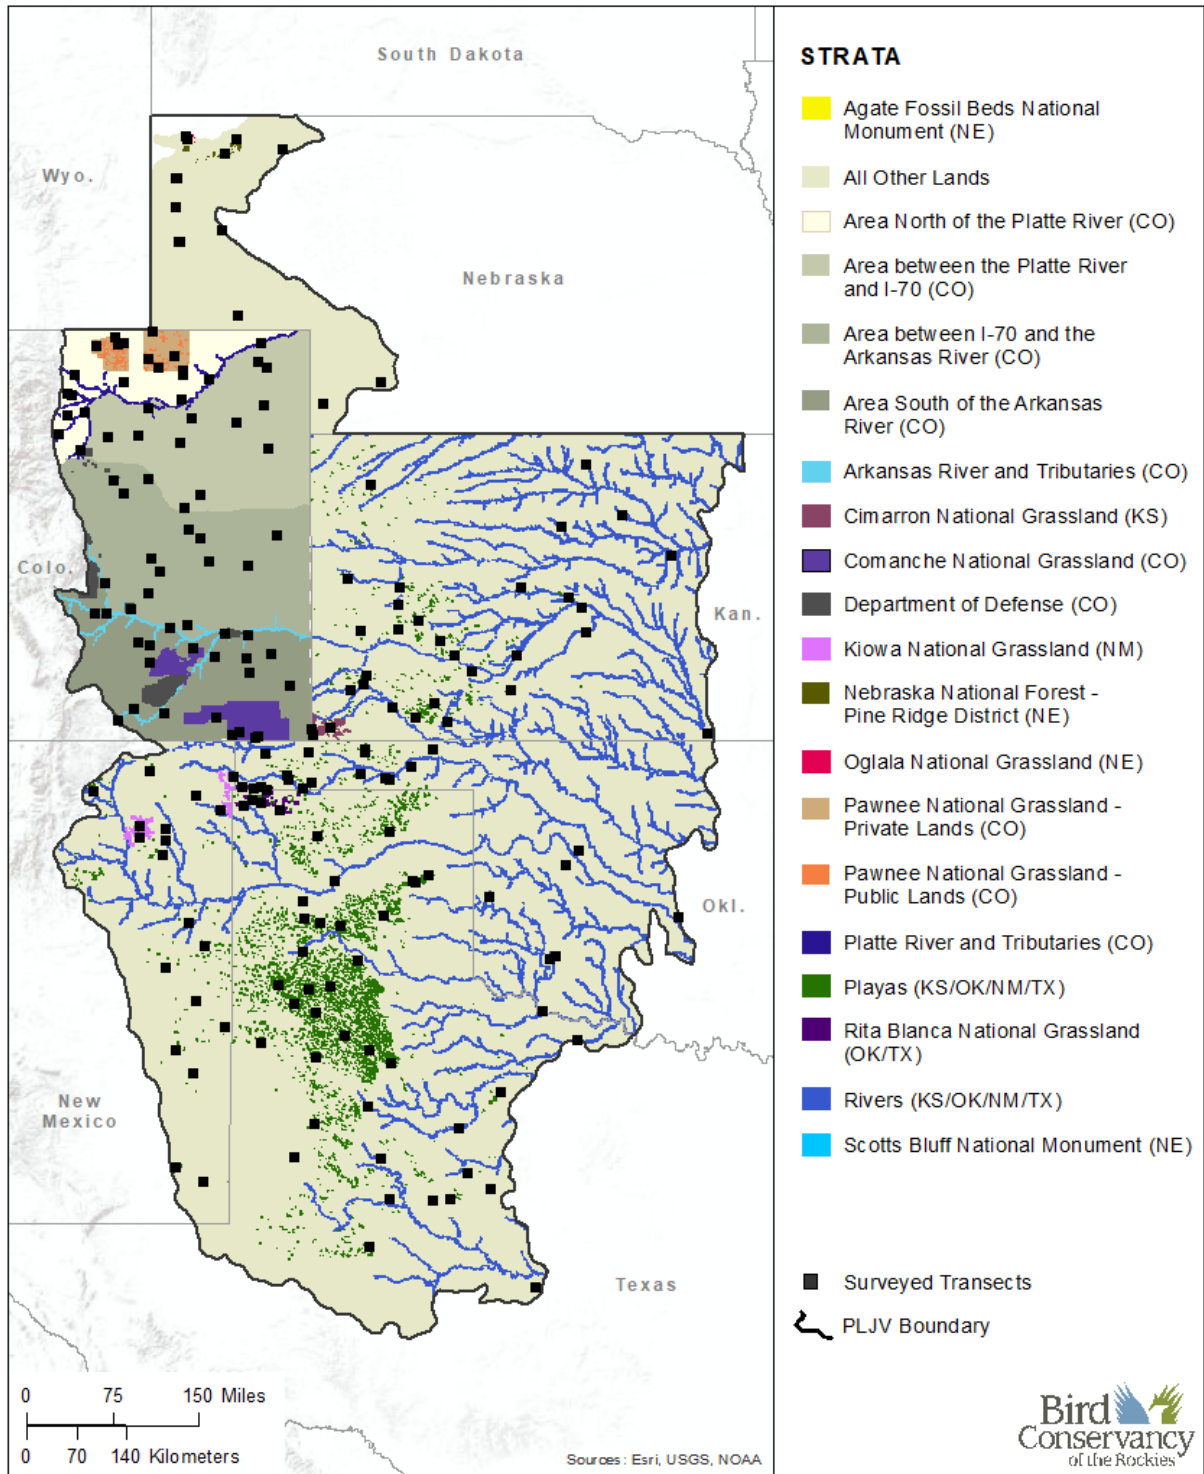 South Dakota
Wyo.
Nebraska
Colo.
Kan.
Okl.
New
Mexico
Texas
0 75 150 Miles
0 70 140 Kilometers
Sources: Esri, USGS, NOAA
STRATA
Agate Fossil Beds National
Monument (NE)
All Other Lands
Area North of the Platte River (CO)
Area between the Platte River
and I-70 (CO)
Area between I-70 and the
Arkansas River (CO)
Area South of the Arkansas
River (CO)
Arkansas River and Tributaries (CO)
Cimarron National Grassland (KS)
Comanche National Grassland (CO)
Department of Defense (CO)
Kiowa National Grassland (NM)
Nebraska National Forest -
Pine Ridge District (NE)
Oglala National Grassland (NE)
Pawnee National Grassland -
Private Lands (CO)
Pawnee National Grassland -
Public Lands (CO)
Platte River and Tributaries (CO)
Playas (KS/OK/NM/TX)
Rita Blanca National Grassland
(OK/TX)
Rivers (KS/OK/NM/TX)
Scotts Bluff National Monument (NE)
Surveyed Transects
PLJV Boundary
Bird
Conservancy
of the Rockies